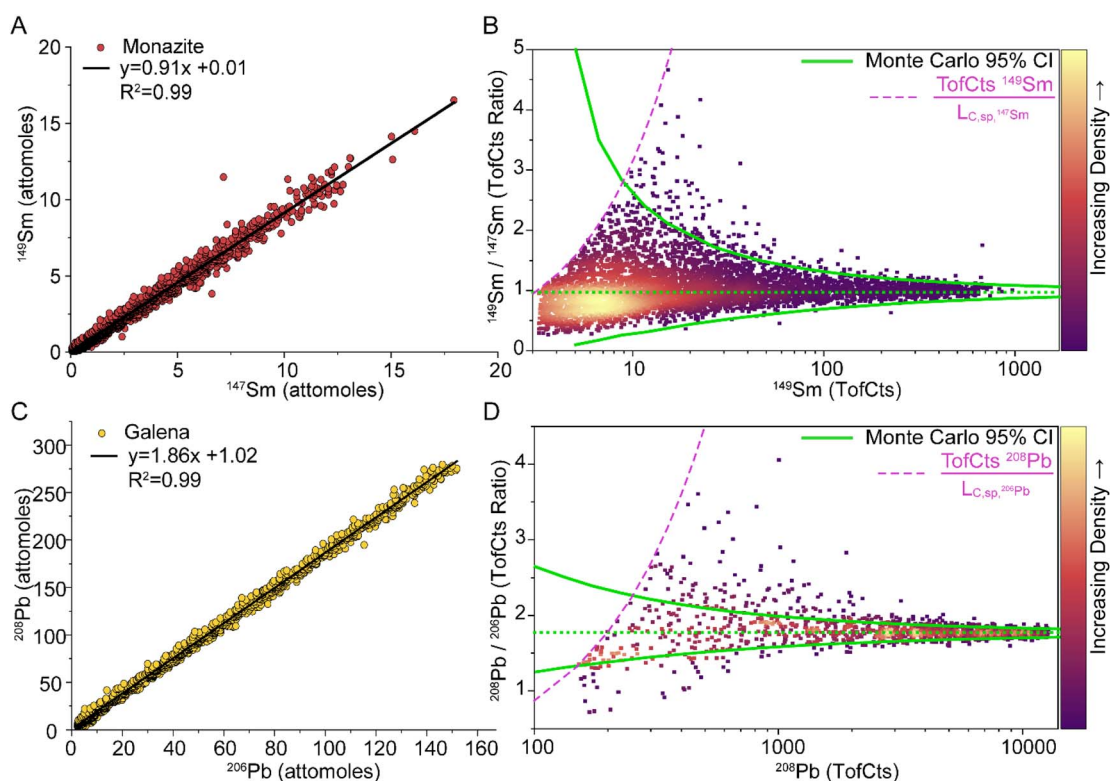 A
Monazite
y=0.91x +0.01
R²=0.99
20
15
10
5
0
0
5
10
15
20
¹⁴⁹Sm (attomoles)
¹⁴⁷Sm (attomoles)
B
Monte Carlo 95% CI
TofCts ¹⁴⁹Sm
L_C,sp,¹⁴⁷Sm
5
4
3
2
1
0
10
100
1000
¹⁴⁹Sm / ¹⁴⁷Sm (TofCts Ratio)
¹⁴⁹Sm (TofCts)
Increasing Density →
C
Galena
y=1.86x +1.02
R²=0.99
300
250
200
150
100
50
0
0
20
40
60
80
100
120
140
160
²⁰⁸Pb (attomoles)
²⁰⁶Pb (attomoles)
D
Monte Carlo 95% CI
TofCts ²⁰⁸Pb
L_C,sp,²⁰⁶Pb
4
3
2
1
100
1000
10000
²⁰⁸Pb / ²⁰⁶Pb (TofCts Ratio)
²⁰⁸Pb (TofCts)
Increasing Density →